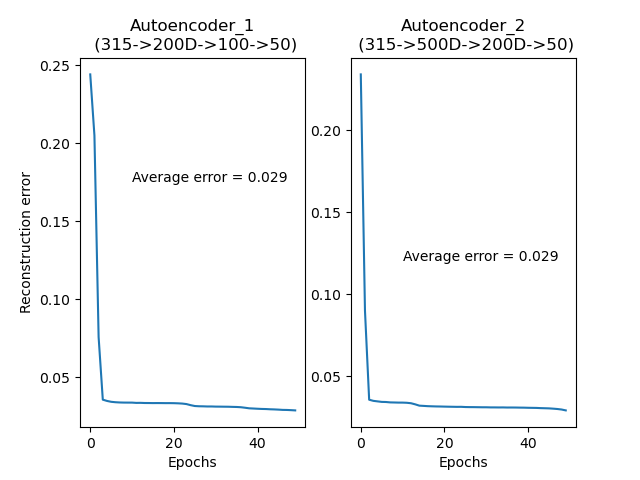 Autoencoder_1
(315->200D->100->50)
Reconstruction error
0.25
0.20
0.15
0.10
0.05
Average error = 0.029
0
20
40
Epochs
Autoencoder_2
(315->500D->200D->50)
0.20
0.15
0.10
0.05
Average error = 0.029
0
20
40
Epochs